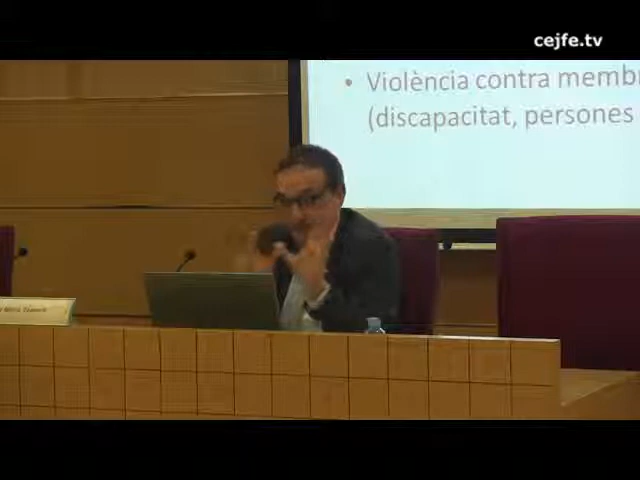 cejfe.tv
• Violència contra memb
(discapacitat, persones